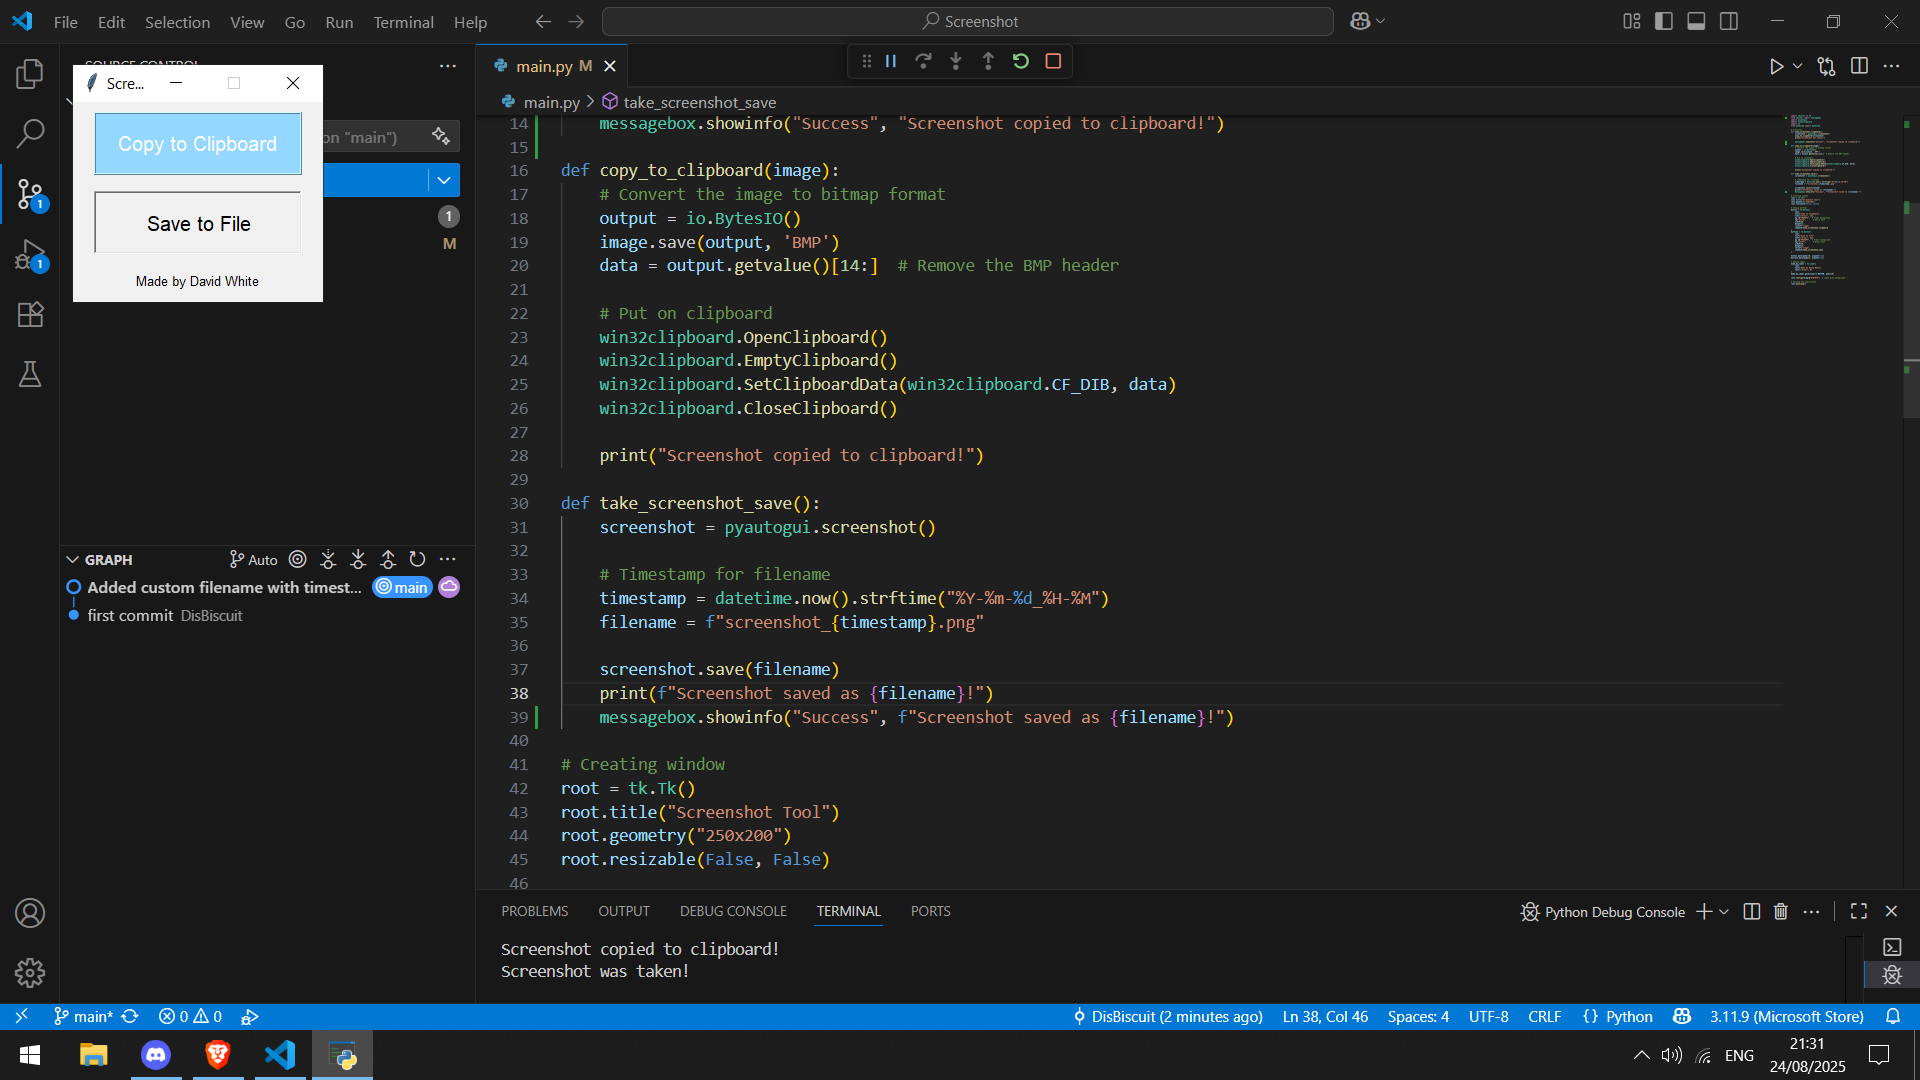 File Edit Selection View Go Run Terminal Help
Screenshot
Scre...
Copy to Clipboard
Save to File
Made by David White
on "main")
1
M
1
1
GRAPH
Auto
Added custom filename with timest... main
first commit DisBiscuit
main.py M
main.py > take_screenshot_save
14 messagebox.showinfo("Success", "Screenshot copied to clipboard!")
15
16 def copy_to_clipboard(image):
17 # Convert the image to bitmap format
18 output = io.BytesIO()
19 image.save(output, 'BMP')
20 data = output.getvalue()[14:]  # Remove the BMP header
21
22 # Put on clipboard
23 win32clipboard.OpenClipboard()
24 win32clipboard.EmptyClipboard()
25 win32clipboard.SetClipboardData(win32clipboard.CF_DIB, data)
26 win32clipboard.CloseClipboard()
27
28 print("Screenshot copied to clipboard!")
29
30 def take_screenshot_save():
31 screenshot = pyautogui.screenshot()
32
33 # Timestamp for filename
34 timestamp = datetime.now().strftime("%Y-%m-%d_%H-%M")
35 filename = f"screenshot_{timestamp}.png"
36
37 screenshot.save(filename)
38 print(f"Screenshot saved as {filename}!")
39 messagebox.showinfo("Success", f"Screenshot saved as {filename}!")
40
41 # Creating window
42 root = tk.Tk()
43 root.title("Screenshot Tool")
44 root.geometry("250x200")
45 root.resizable(False, False)
46
PROBLEMS OUTPUT DEBUG CONSOLE TERMINAL PORTS
Python Debug Console
Screenshot copied to clipboard!
Screenshot was taken!
main* 0 0 DisBiscuit (2 minutes ago) Ln 38, Col 46 Spaces: 4 UTF-8 CRLF {} Python 3.11.9 (Microsoft Store)
ENG
21:31
24/08/2025